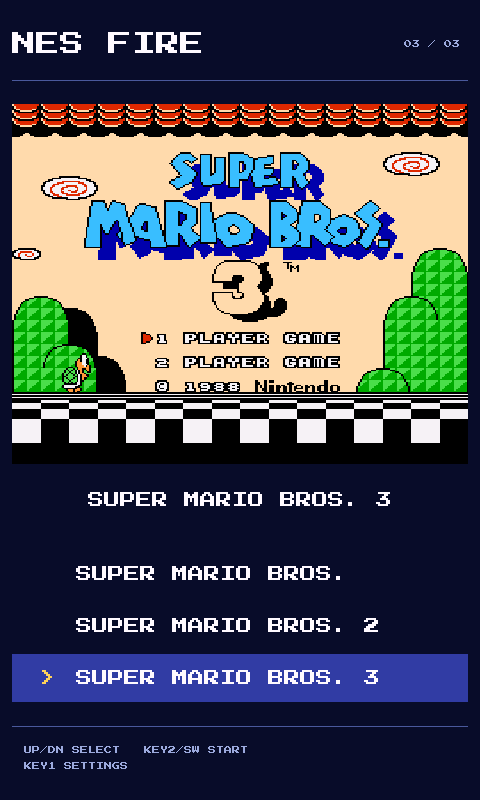 NES FIRE
03 / 03
SUPER
MARIO BROS.
3 TM
1 PLAYER GAME
2 PLAYER GAME
© 1988 Nintendo
SUPER MARIO BROS. 3
SUPER MARIO BROS.
SUPER MARIO BROS. 2
> SUPER MARIO BROS. 3
UP/DN SELECT KEY2/SW START
KEY1 SETTINGS